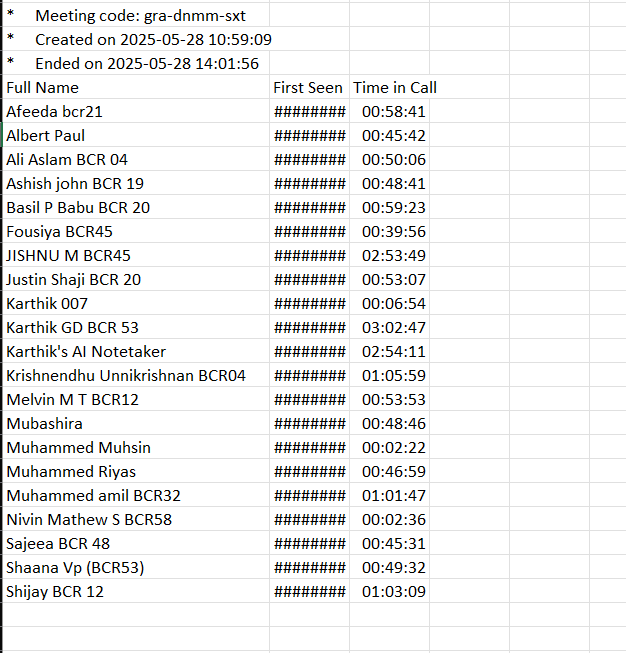 * Meeting code: gra-dnmm-sxt
* Created on 2025-05-28 10:59:09
* Ended on 2025-05-28 14:01:56
Full Name First Seen Time in Call
Afeeda bcr21 ######## 00:58:41
Albert Paul ######## 00:45:42
Ali Aslam BCR 04 ######## 00:50:06
Ashish john BCR 19 ######## 00:48:41
Basil P Babu BCR 20 ######## 00:59:23
Fousiya BCR45 ######## 00:39:56
JISHNU M BCR45 ######## 02:53:49
Justin Shaji BCR 20 ######## 00:53:07
Karthik 007 ######## 00:06:54
Karthik GD BCR 53 ######## 03:02:47
Karthik's AI Notetaker ######## 02:54:11
Krishnendhu Unnikrishnan BCR04 ######## 01:05:59
Melvin M T BCR12 ######## 00:53:53
Mubashira ######## 00:48:46
Muhammed Muhsin ######## 00:02:22
Muhammed Riyas ######## 00:46:59
Muhammed amil BCR32 ######## 01:01:47
Nivin Mathew S BCR58 ######## 00:02:36
Sajeea BCR 48 ######## 00:45:31
Shaana Vp (BCR53) ######## 00:49:32
Shijay BCR 12 ######## 01:03:09